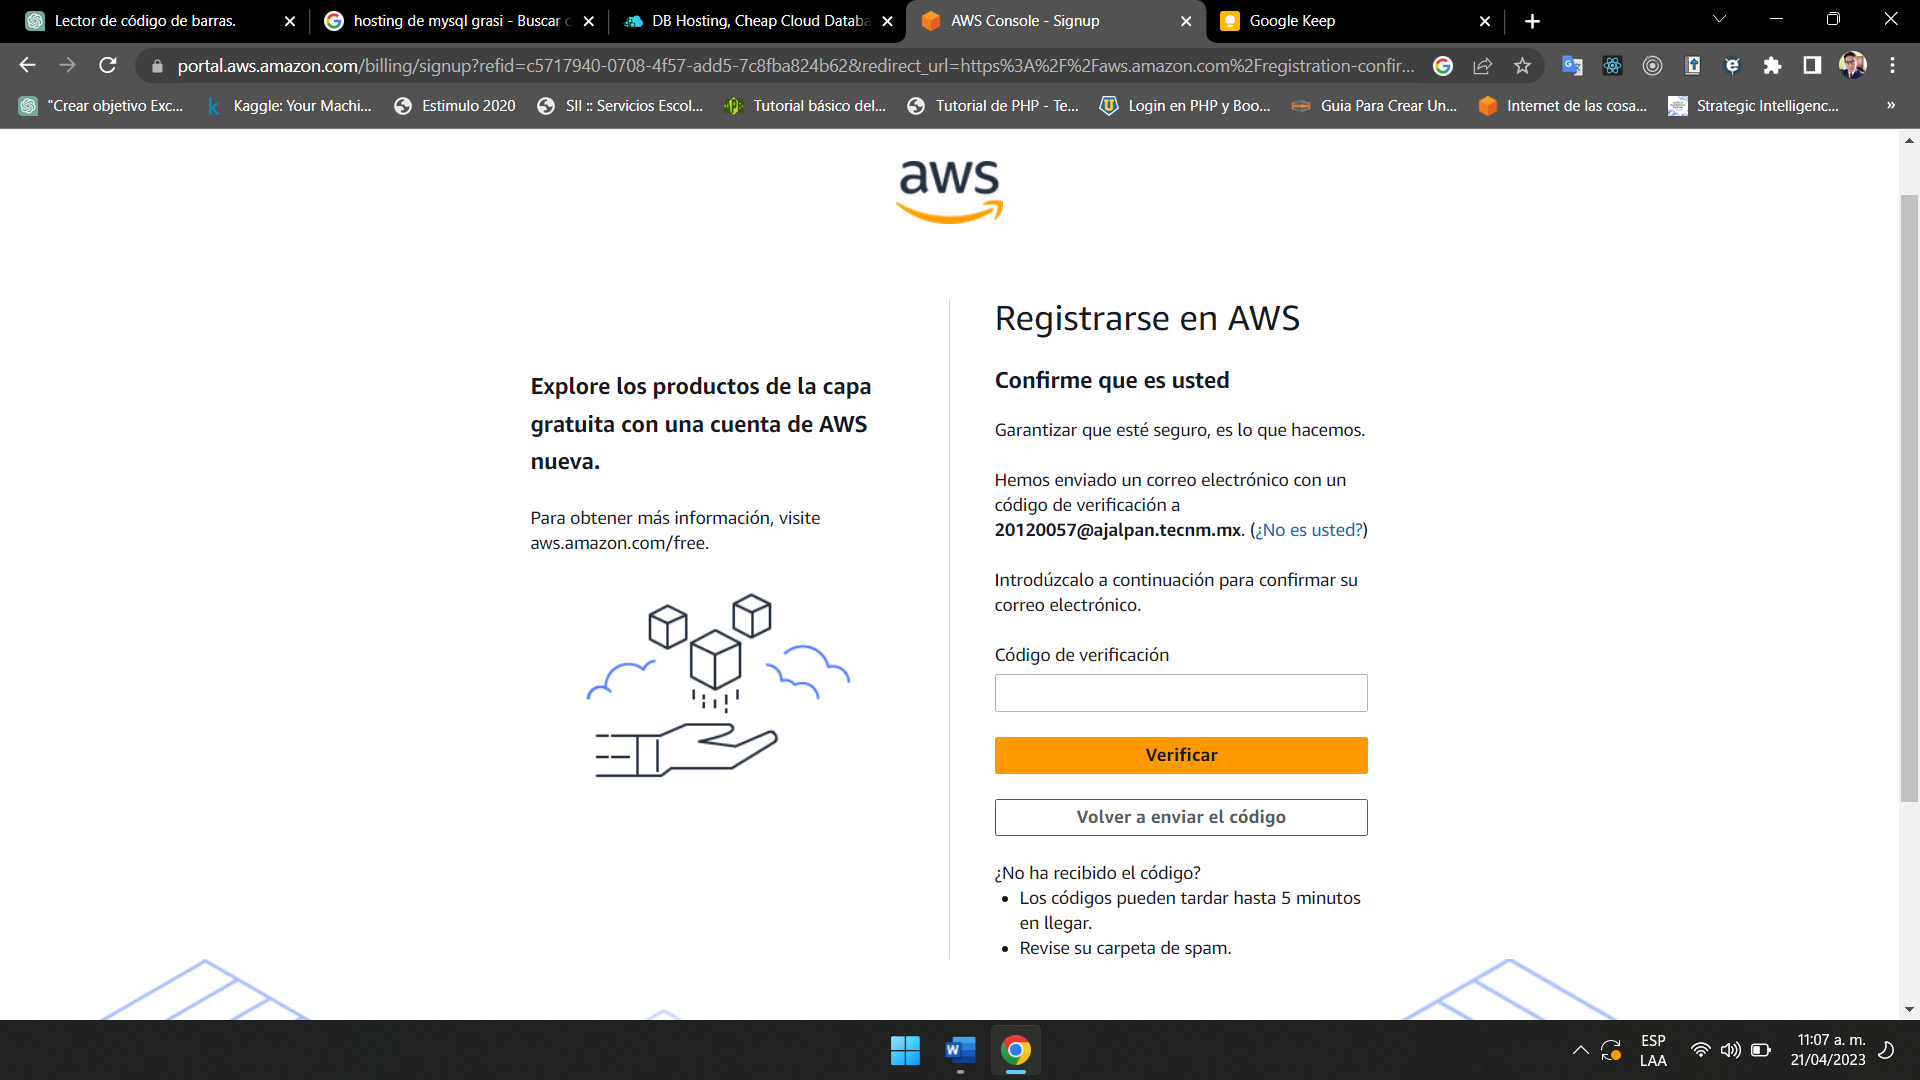 Lector de código de barras.
hosting de mysql grasi - Buscar c
DB Hosting, Cheap Cloud Databa
AWS Console - Signup
Google Keep
portal.aws.amazon.com/billing/signup?refid=c5717940-0708-4f57-add5-7c8fba824b62&redirect_url=https%3A%2F%2Faws.amazon.com%2Fregistration-confir...
"Crear objetivo Exc...
Kaggle: Your Machi...
Estimulo 2020
SII :: Servicios Escol...
Tutorial básico del...
Tutorial de PHP - Te...
Login en PHP y Boo...
Guia Para Crear Un...
Internet de las cosa...
Strategic Intelligenc...
»
aws
Explore los productos de la capa
gratuita con una cuenta de AWS
nueva.
Para obtener más información, visite
aws.amazon.com/free.
Registrarse en AWS
Confirme que es usted
Garantizar que esté seguro, es lo que hacemos.
Hemos enviado un correo electrónico con un
código de verificación a
20120057@ajalpan.tecnm.mx. (¿No es usted?)
Introdúzcalo a continuación para confirmar su
correo electrónico.
Código de verificación
Verificar
Volver a enviar el código
¿No ha recibido el código?
• Los códigos pueden tardar hasta 5 minutos
en llegar.
• Revise su carpeta de spam.
W
ESP
LAA
11:07 a. m.
21/04/2023